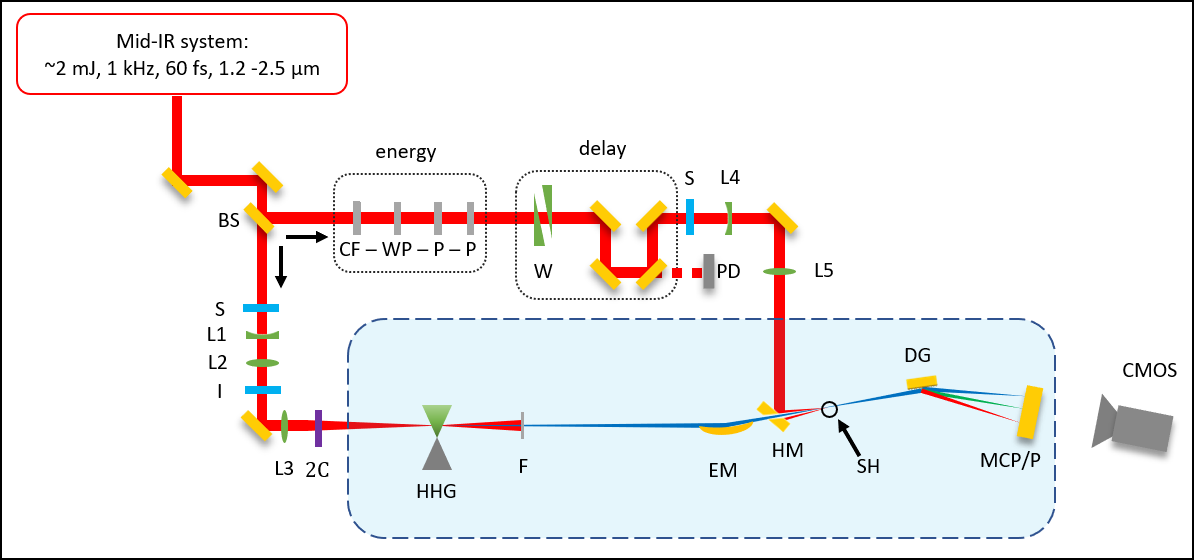 Mid-IR system:
~2 mJ, 1 kHz, 60 fs, 1.2 -2.5 µm
energy
delay
S
L4
BS
CF – WP – P – P
W
PD
L5
S
L1
L2
I
L3
2C
HHG
F
EM
HM
SH
DG
MCP/P
CMOS